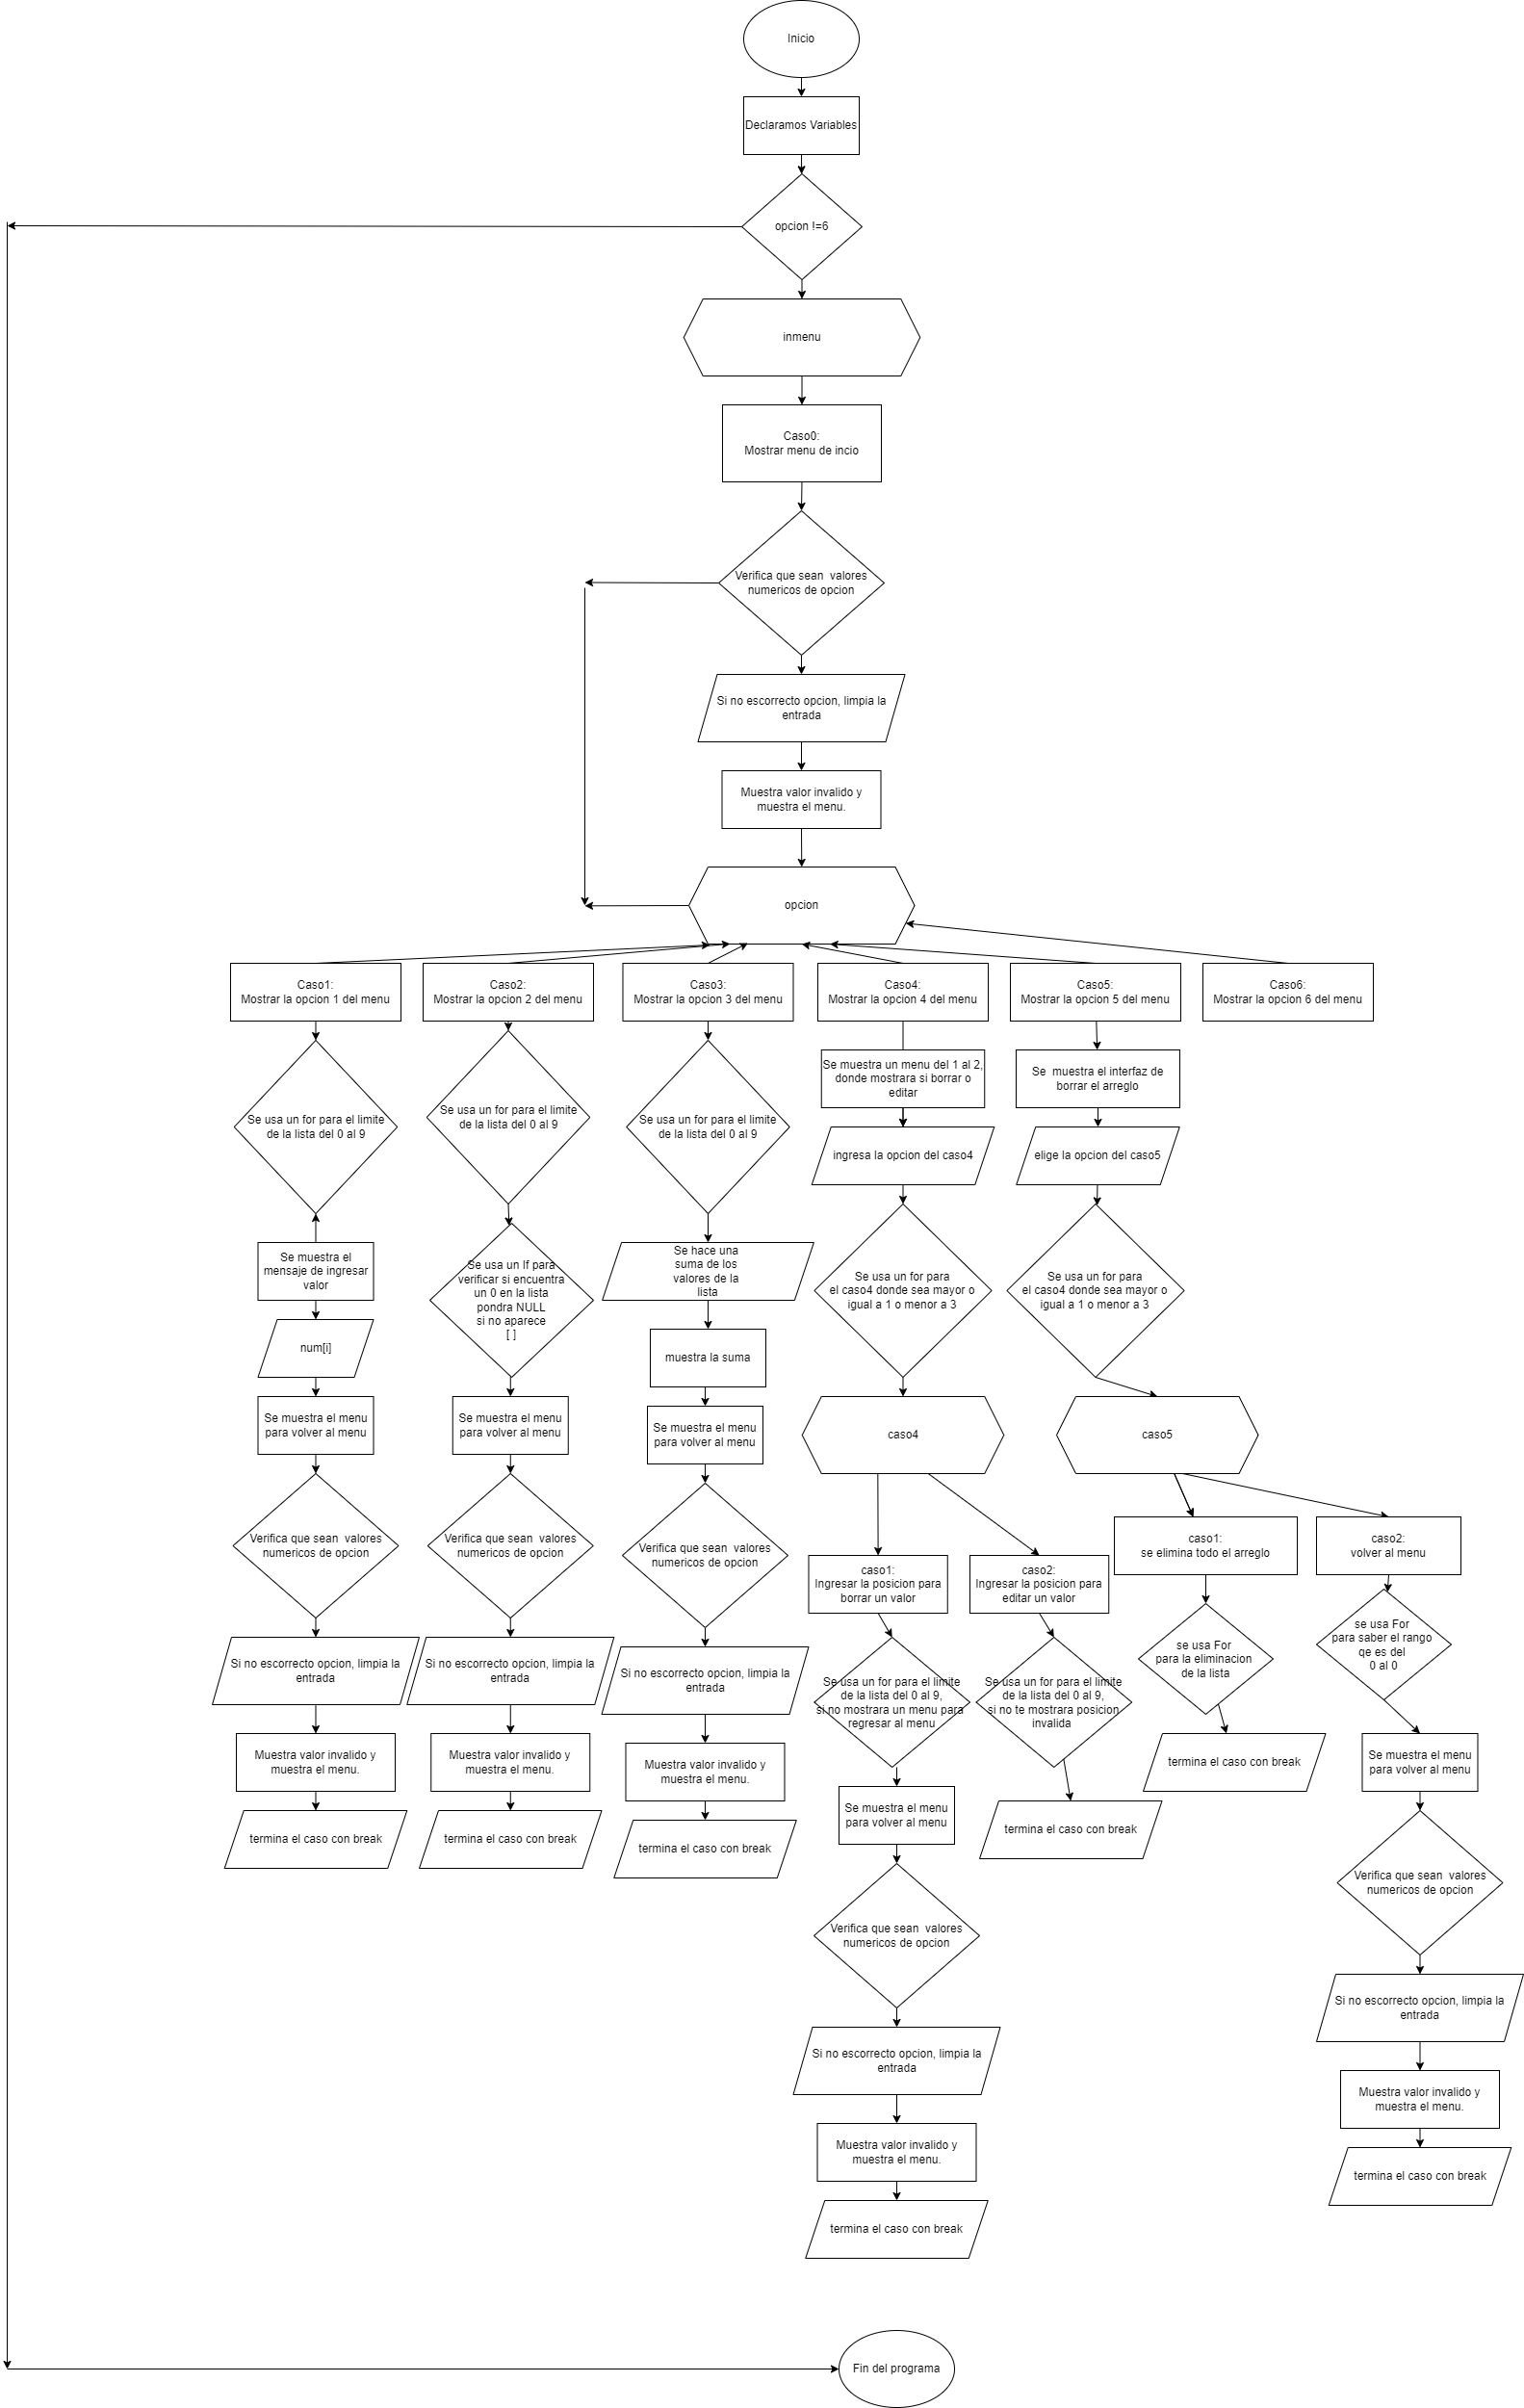 Inicio
Declaramos Variables
opcion !=6
inmenu
Caso0:
Mostrar menu de incio
Verifica que sean  valores
numericos de opcion
Si no escorrecto opcion, limpia la
entrada
Muestra valor invalido y
muestra el menu.
opcion
Caso1:
Mostrar la opcion 1 del menu
Se usa un for para el limite
de la lista del 0 al 9
Se muestra el
mensaje de ingresar
valor
num[i]
Se muestra el menu
para volver al menu
Verifica que sean  valores
numericos de opcion
Si no escorrecto opcion, limpia la
entrada
Muestra valor invalido y
muestra el menu.
termina el caso con break
Caso2:
Mostrar la opcion 2 del menu
Se usa un for para el limite
de la lista del 0 al 9
Se usa un If para
verificar si encuentra
un 0 en la lista
pondra NULL
si no aparece
[ ]
Se muestra el menu
para volver al menu
Verifica que sean  valores
numericos de opcion
Si no escorrecto opcion, limpia la
entrada
Muestra valor invalido y
muestra el menu.
termina el caso con break
Caso3:
Mostrar la opcion 3 del menu
Se usa un for para el limite
de la lista del 0 al 9
Se hace una
suma de los
valores de la
lista
muestra la suma
Se muestra el menu
para volver al menu
Verifica que sean  valores
numericos de opcion
Si no escorrecto opcion, limpia la
entrada
Muestra valor invalido y
muestra el menu.
termina el caso con break
Caso4:
Mostrar la opcion 4 del menu
Se muestra un menu del 1 al 2,
donde mostrara si borrar o
editar
ingresa la opcion del caso4
Se usa un for para
el caso4 donde sea mayor o
igual a 1 o menor a 3
caso4
caso1:
Ingresar la posicion para
borrar un valor
Se usa un for para el limite
de la lista del 0 al 9,
si no mostrara un menu para
regresar al menu
Se muestra el menu
para volver al menu
Verifica que sean  valores
numericos de opcion
Si no escorrecto opcion, limpia la
entrada
Muestra valor invalido y
muestra el menu.
termina el caso con break
caso2:
Ingresar la posicion para
editar un valor
Se usa un for para el limite
de la lista del 0 al 9,
si no te mostrara posicion
invalida
termina el caso con break
Caso5:
Mostrar la opcion 5 del menu
Se  muestra el interfaz de
borrar el arreglo
elige la opcion del caso5
Se usa un for para
el caso4 donde sea mayor o
igual a 1 o menor a 3
caso5
caso1:
se elimina todo el arreglo
se usa For
para la eliminacion
de la lista
termina el caso con break
caso2:
volver al menu
se usa For
para saber el rango
qe es del
0 al 0
Se muestra el menu
para volver al menu
Verifica que sean  valores
numericos de opcion
Si no escorrecto opcion, limpia la
entrada
Muestra valor invalido y
muestra el menu.
termina el caso con break
Caso6:
Mostrar la opcion 6 del menu
Fin del programa